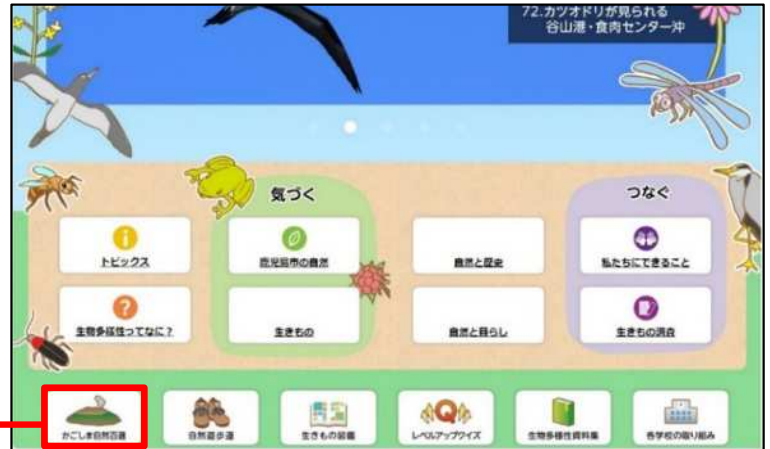 72.カツオドリが見られる
谷山港・食肉センター沖
気づく
つなぐ
トピックス
鹿児島市の自然
自然と歴史
私たちにできること
生物多様性ってなに?
生きもの
自然と暮らし
生きもの調査
かごしま自然百選
自然遊歩道
生きもの図鑑
レベルアップクイズ
生物多様性資料集
各学校の取り組み